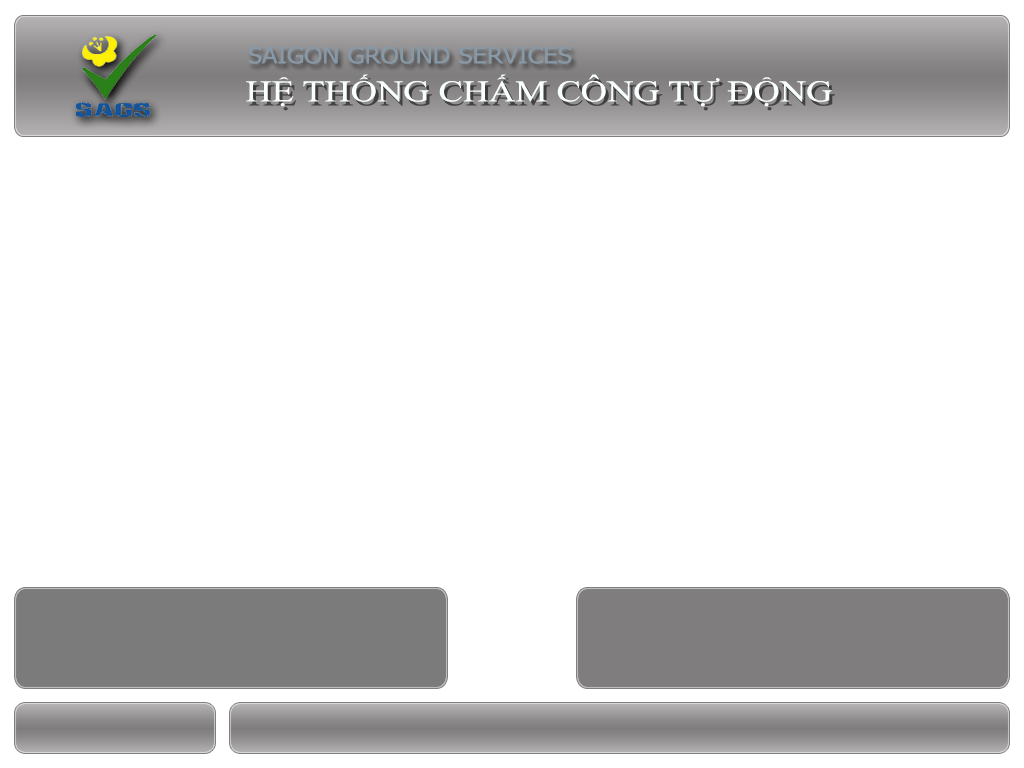 SAIGON GROUND SERVICES
HỆ THỐNG CHẤM CÔNG TỰ ĐỘNG
SAGS